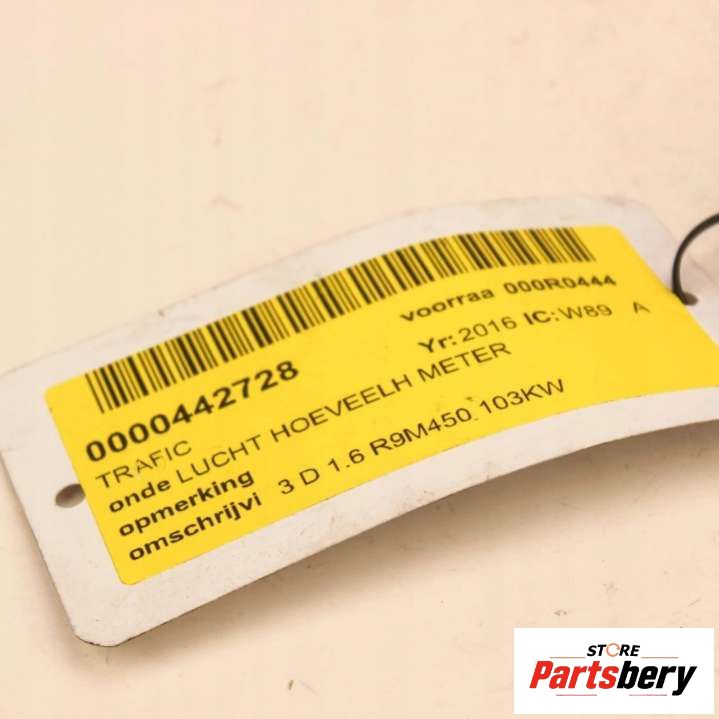 voorraa 000R0444
0000442728
Yr: 2016 IC: W89 A
TRAFIC
onde LUCHT HOEVEELH METER
opmerking
omschrijvi 3 D 1.6 R9M450 103KW
STORE
Partsbery